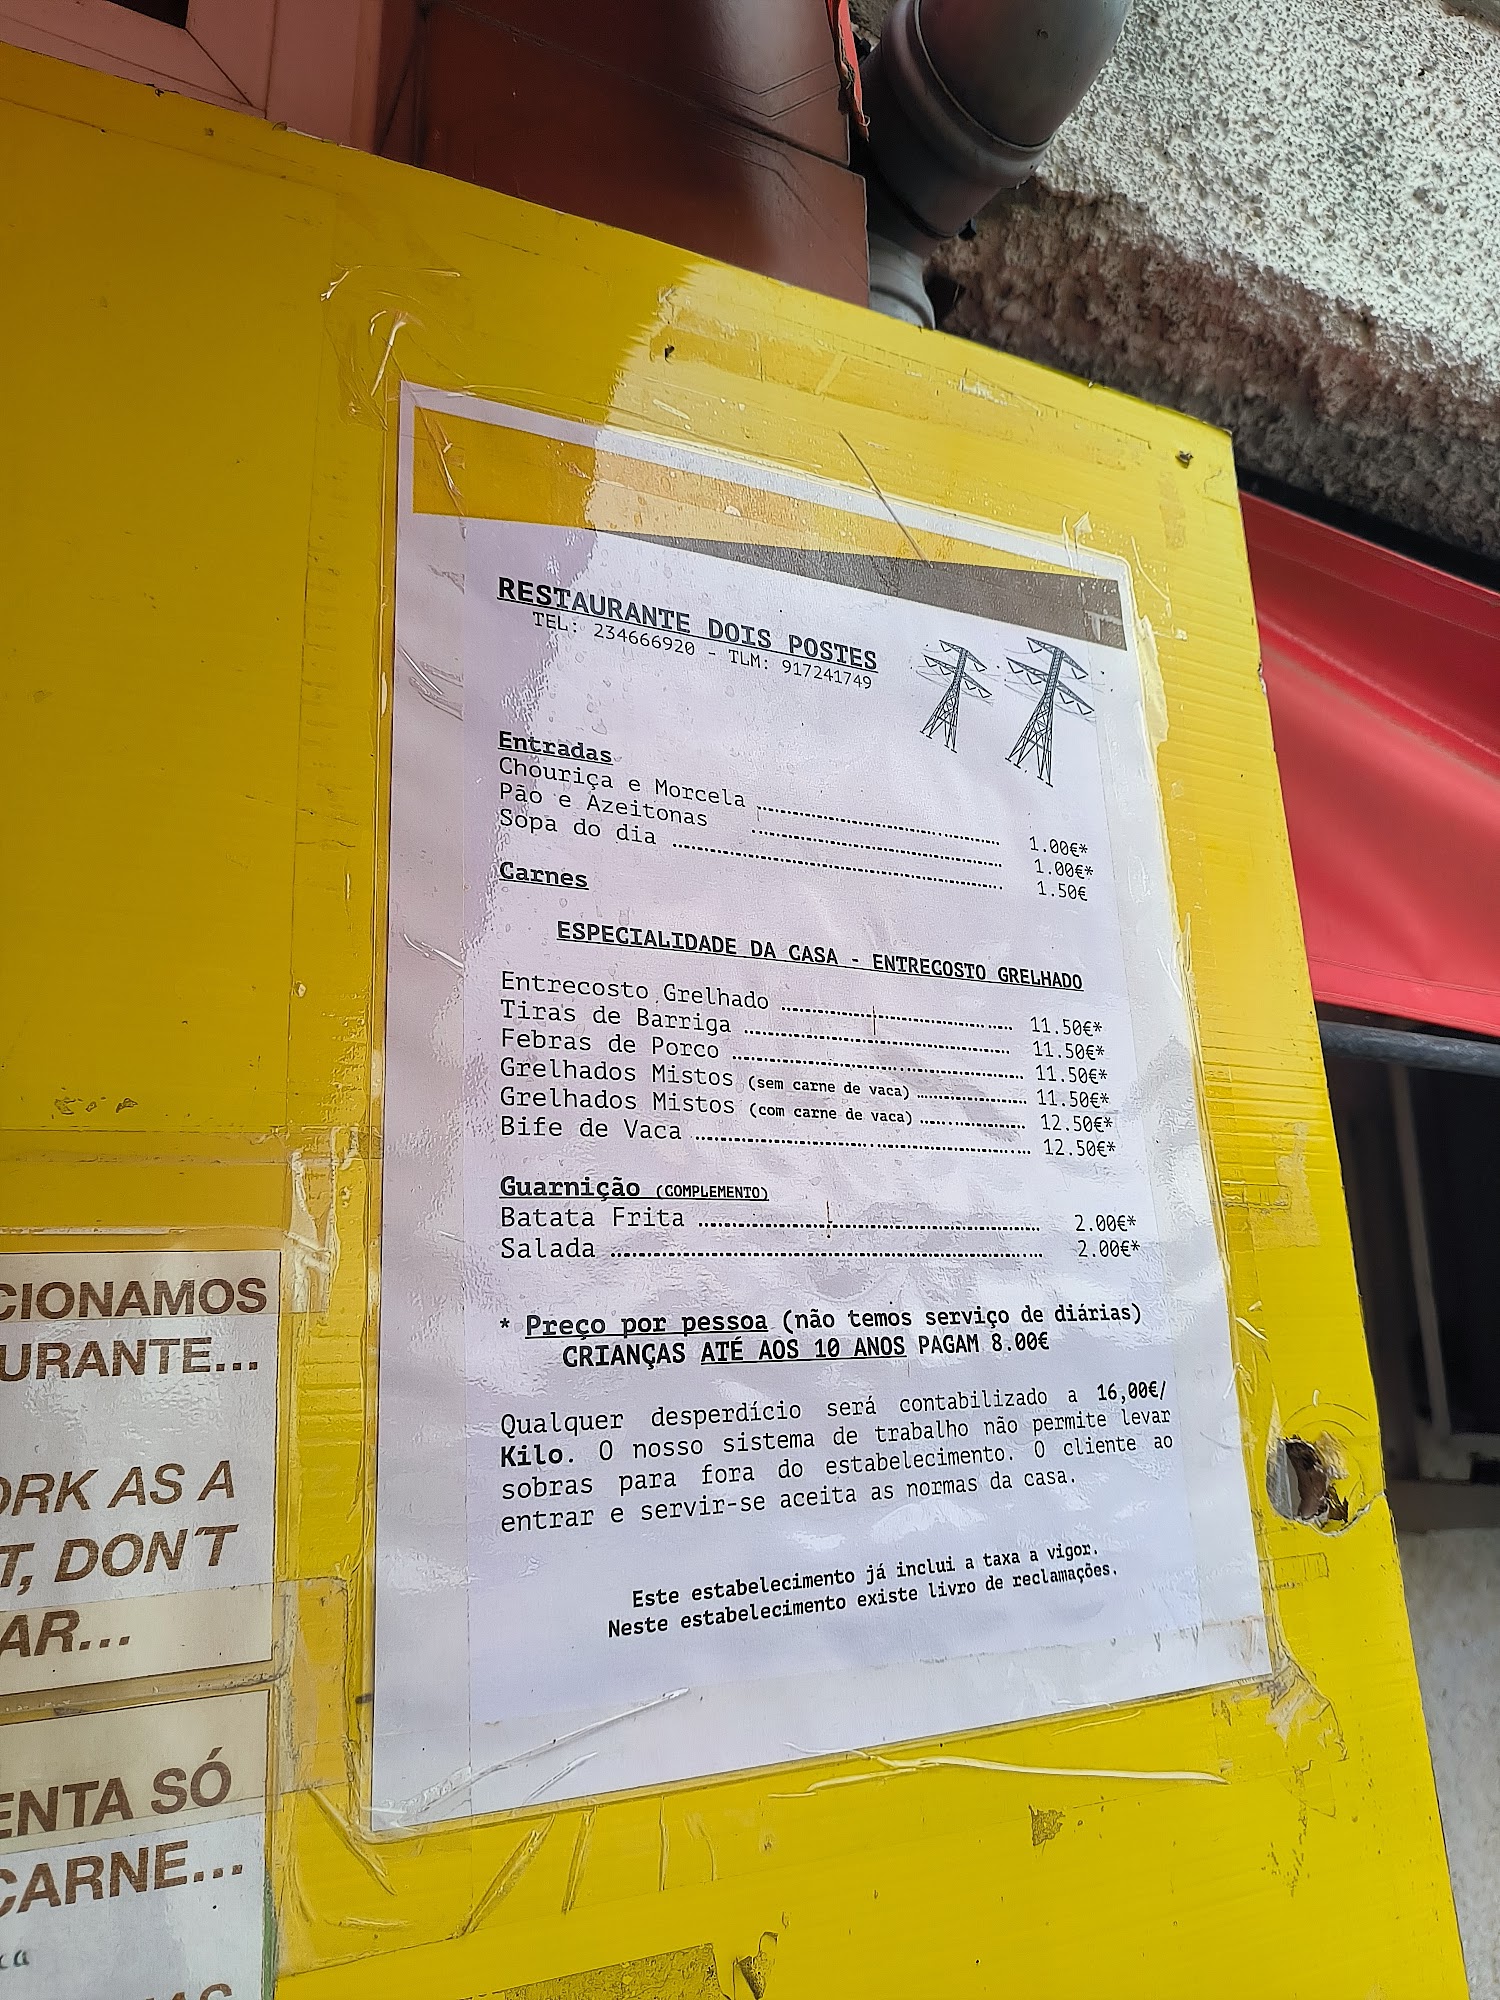 RESTAURANTE DOIS POSTES
TEL: 234666920 - TLM: 917241749
Entradas
Chouriça e Morcela ........................ 1.00€*
Pão e Azeitonas ........................ 1.00€*
Sopa do dia ........................ 1.50€
Carnes
ESPECIALIDADE DA CASA - ENTRECOSTO GRELHADO
Entrecosto Grelhado ........................ 11.50€*
Tiras de Barriga ........................ 11.50€*
Febras de Porco ........................ 11.50€*
Grelhados Mistos (sem carne de vaca) ............ 11.50€*
Grelhados Mistos (com carne de vaca) ............ 12.50€*
Bife de Vaca ........................ 12.50€*
Guarnição (COMPLEMENTO)
Batata Frita ........................ 2.00€*
Salada ........................ 2.00€*
* Preço por pessoa (não temos serviço de diárias)
CRIANÇAS ATÉ AOS 10 ANOS PAGAM 8.00€
Qualquer desperdício será contabilizado a 16,00€/
Kilo. O nosso sistema de trabalho não permite levar
sobras para fora do estabelecimento. O cliente ao
entrar e servir-se aceita as normas da casa.
Este estabelecimento já inclui a taxa a vigor.
Neste estabelecimento existe livro de reclamações.
CIONAMOS
URANTE...
ORK AS A
T, DON'T
AR...
ENTA SÓ
CARNE...